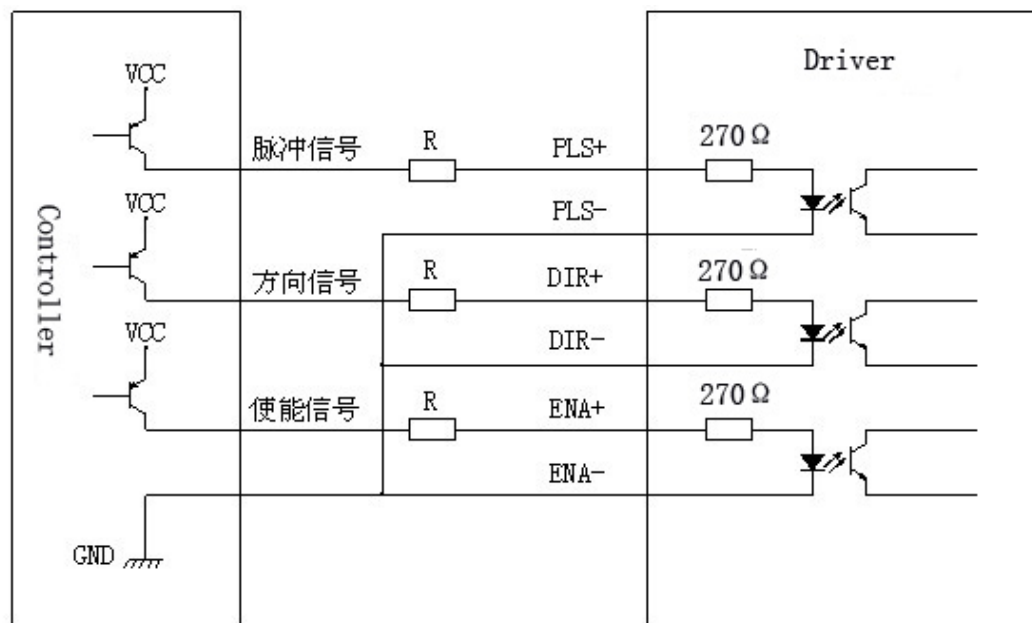 Driver
VCC
270Ω
脉冲信号
R
PLS+
VCC
PLS-
Controller
270Ω
方向信号
R
DIR+
VCC
DIR-
270Ω
使能信号
R
ENA+
ENA-
GND